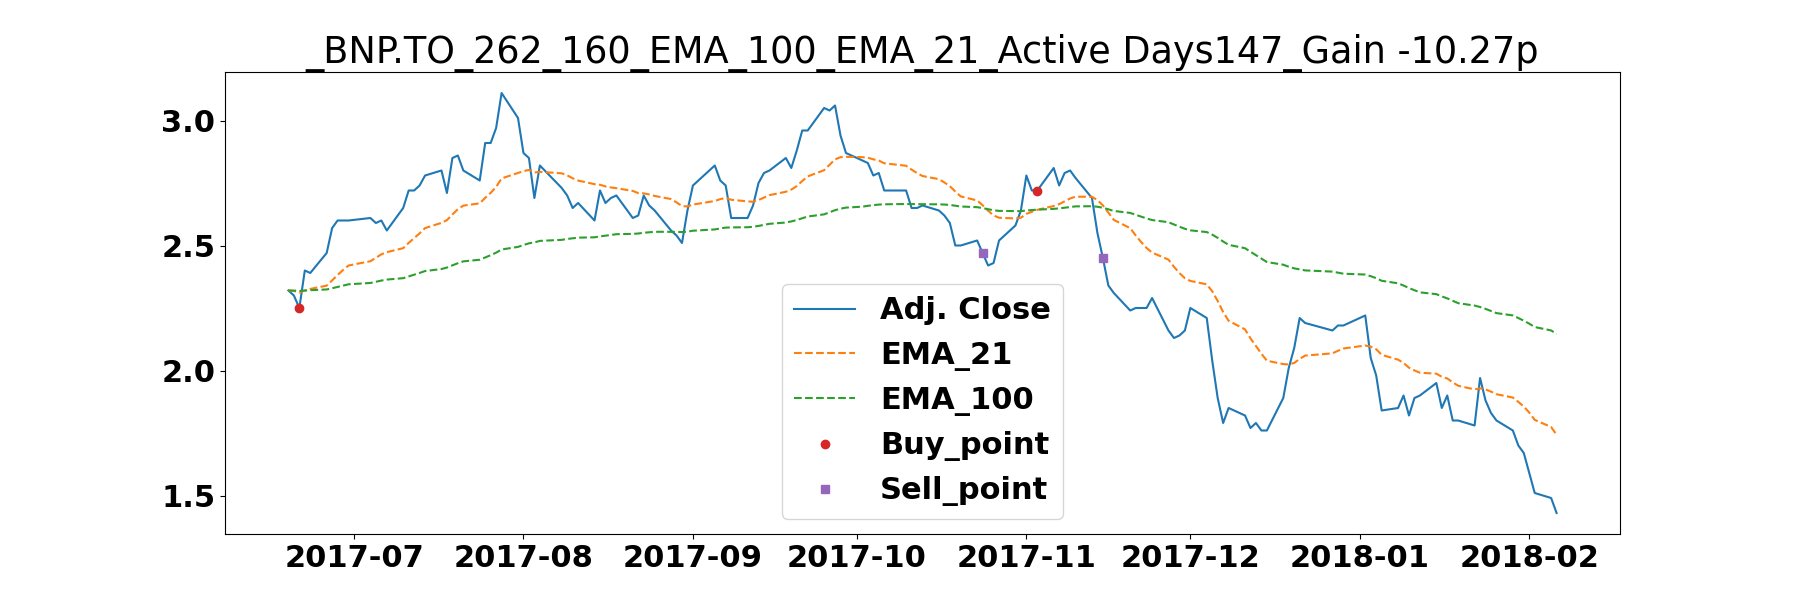 _BNP.TO_262_160_EMA_100_EMA_21_Active Days147_Gain -10.27p
3.0
2.5
2.0
1.5
Adj. Close
EMA_21
EMA_100
Buy_point
Sell_point
2017-07 2017-08 2017-09 2017-10 2017-11 2017-12 2018-01 2018-02